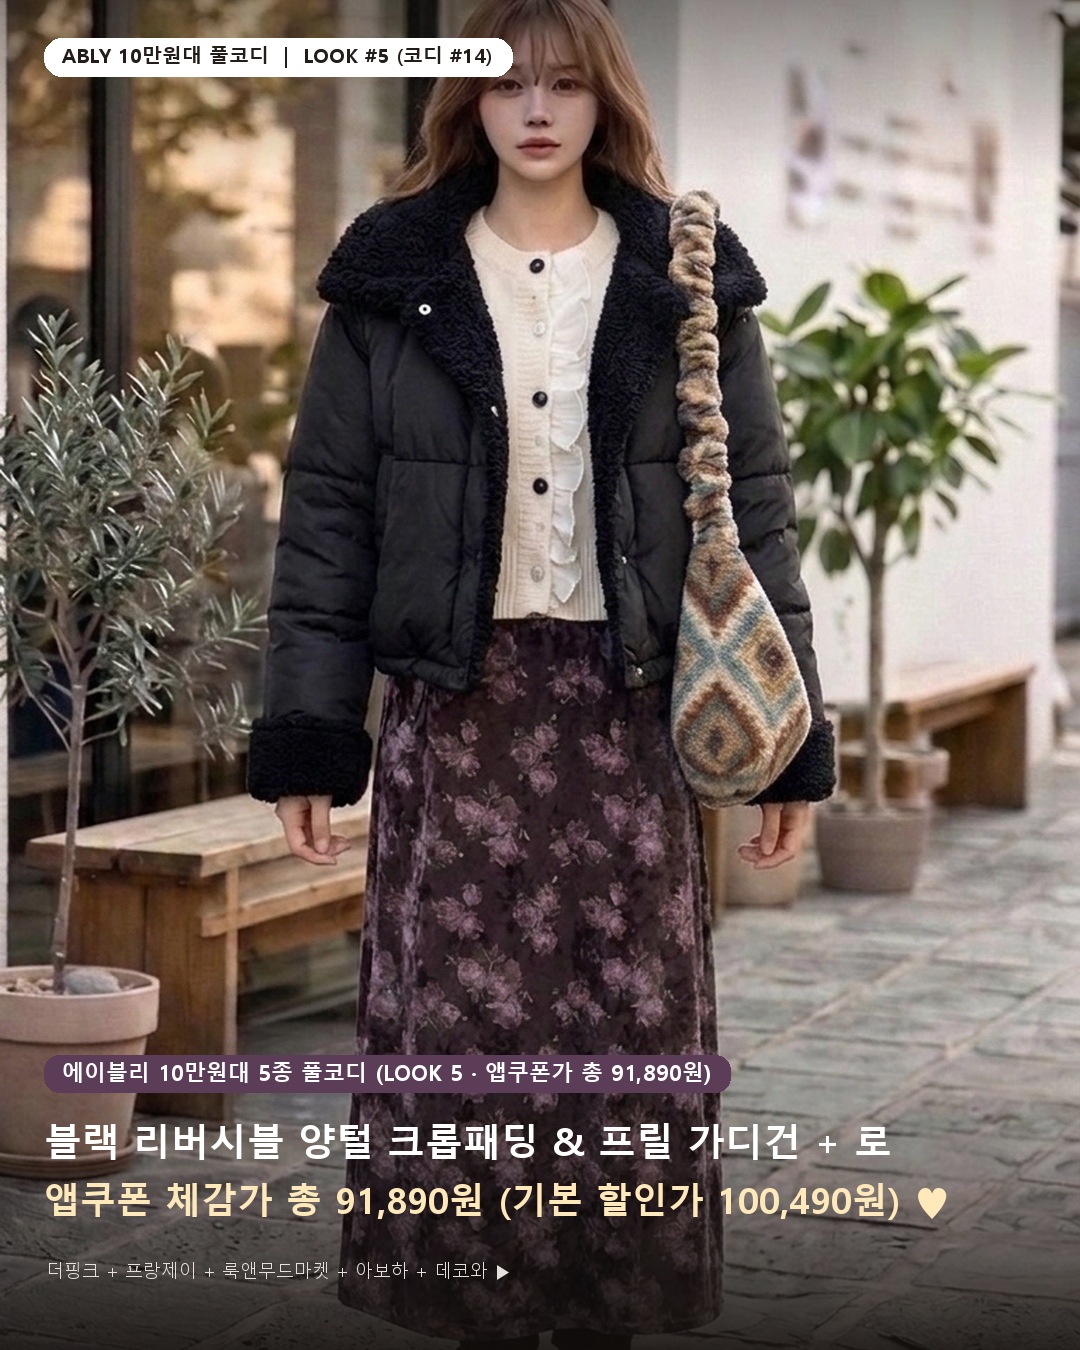 ABLY 10만원대 풀코디 | LOOK #5 (코디 #14)
에이블리 10만원대 5종 풀코디 (LOOK 5 · 앱쿠폰가 총 91,890원)
블랙 리버시블 양털 크롭패딩 & 프릴 가디건 + 로
앱쿠폰 체감가 총 91,890원 (기본 할인가 100,490원) ♥
더핑크 + 프랑제이 + 룩앤무드마켓 + 아보하 + 데코와 ▶